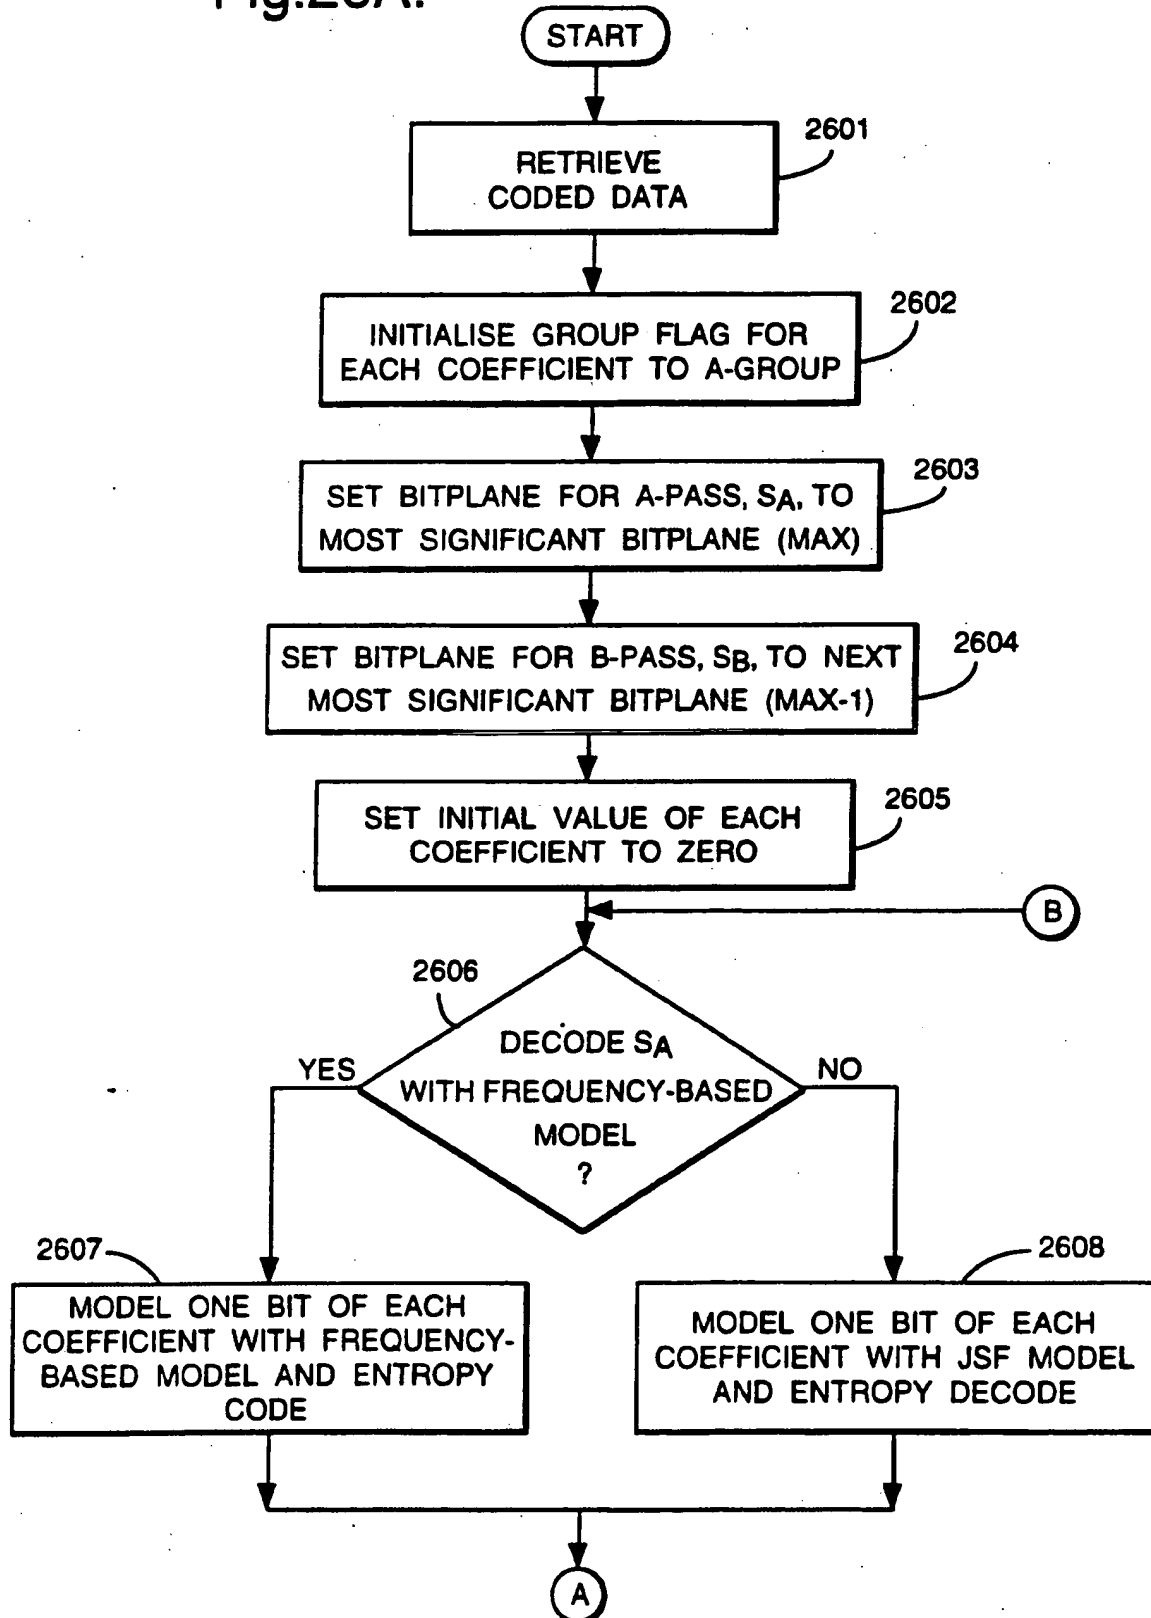 Fig.26A.
START
2601
RETRIEVE
CODED DATA
2602
INITIALISE GROUP FLAG FOR
EACH COEFFICIENT TO A-GROUP
2603
SET BITPLANE FOR A-PASS, SA, TO
MOST SIGNIFICANT BITPLANE (MAX)
2604
SET BITPLANE FOR B-PASS, SB, TO NEXT
MOST SIGNIFICANT BITPLANE (MAX-1)
2605
SET INITIAL VALUE OF EACH
COEFFICIENT TO ZERO
B
2606
DECODE SA
WITH FREQUENCY-BASED
MODEL
?
YES
NO
2607
MODEL ONE BIT OF EACH
COEFFICIENT WITH FREQUENCY-
BASED MODEL AND ENTROPY
CODE
2608
MODEL ONE BIT OF EACH
COEFFICIENT WITH JSF MODEL
AND ENTROPY DECODE
A